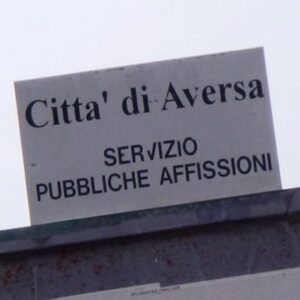 Citta' di Aversa
SERVIZIO
PUBBLICHE AFFISSIONI